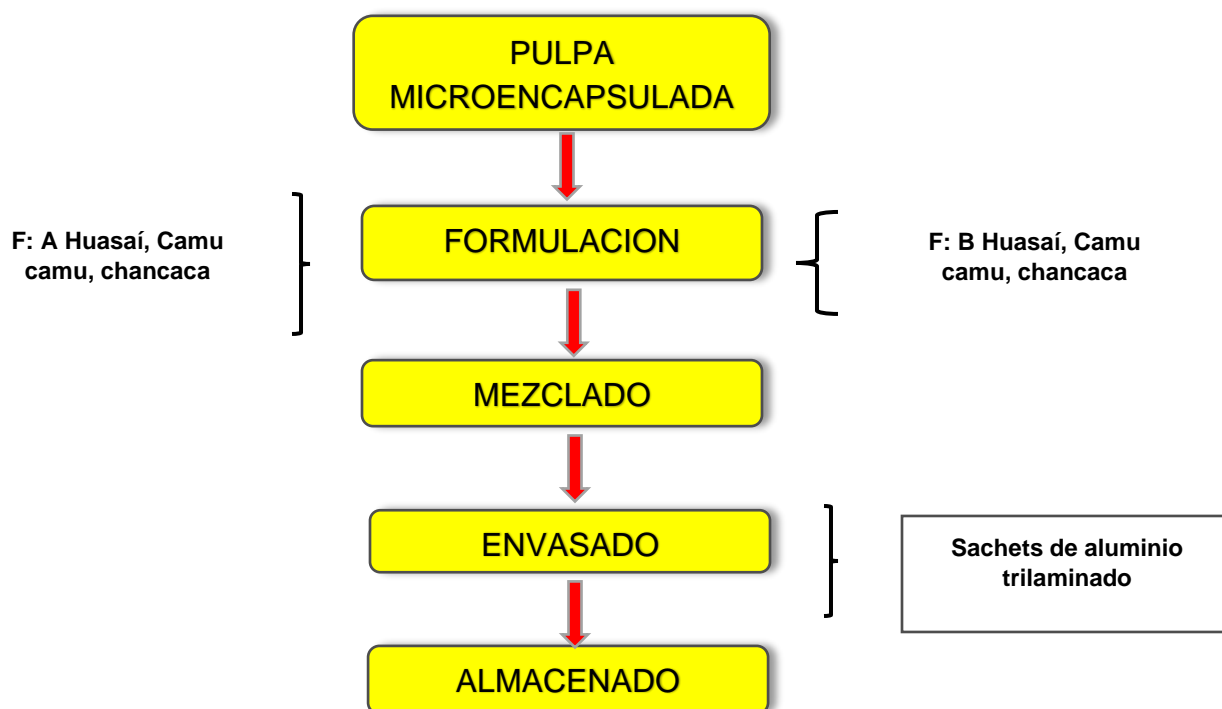 PULPA
MICROENCAPSULADA
F: A Huasaí, Camu
camu, chancaca
FORMULACION
F: B Huasaí, Camu
camu, chancaca
MEZCLADO
ENVASADO
Sachets de aluminio
trilaminado
ALMACENADO